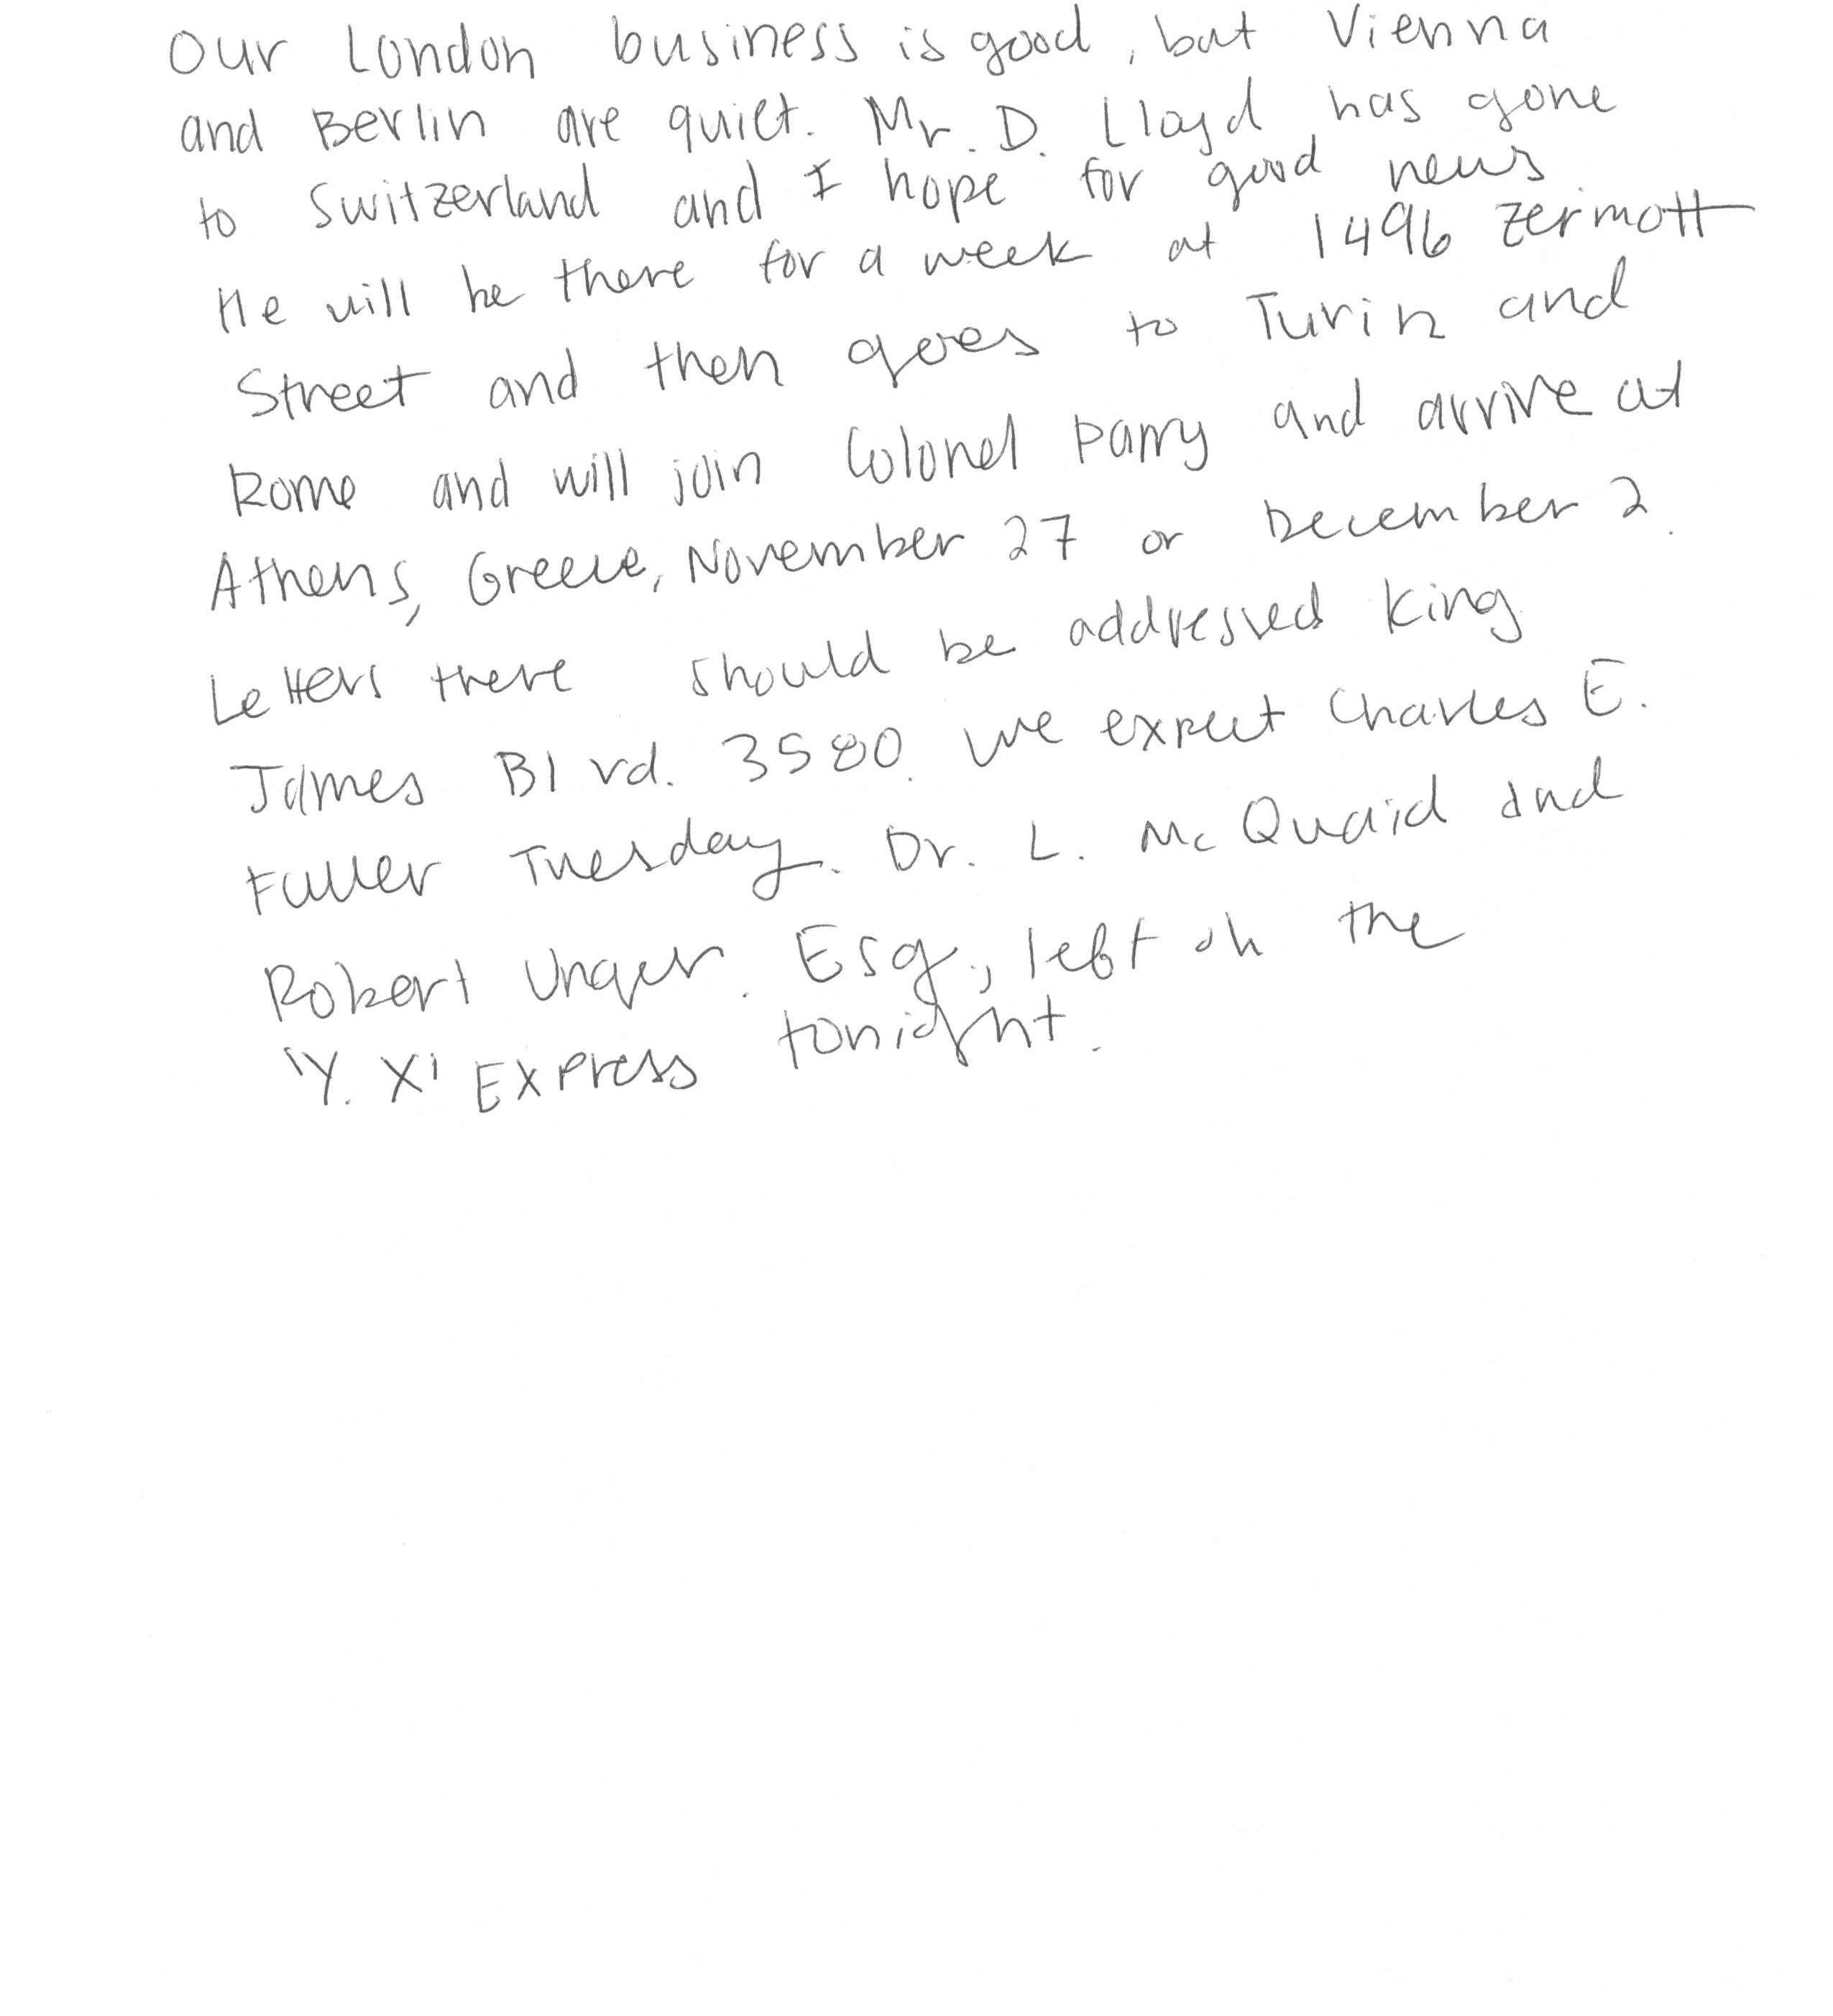 Our London business is good, but Vienna
and Berlin are quiet. Mr. D. Lloyd has gone
to Switzerland and I hope for good news
He will be there for a week at 1496 Zermott
Street and then goes to Turin and
Rome and will join Colonel Parry and arrive at
Athens, Greece, November 27 or December 2.
Letters there should be addressed King
James Blvd. 3580. We expect Charles E.
Fuller Tuesday. Dr. L. McQuaid and
Robert Unger. Esq., left on the
'Y. X' Express tonight.